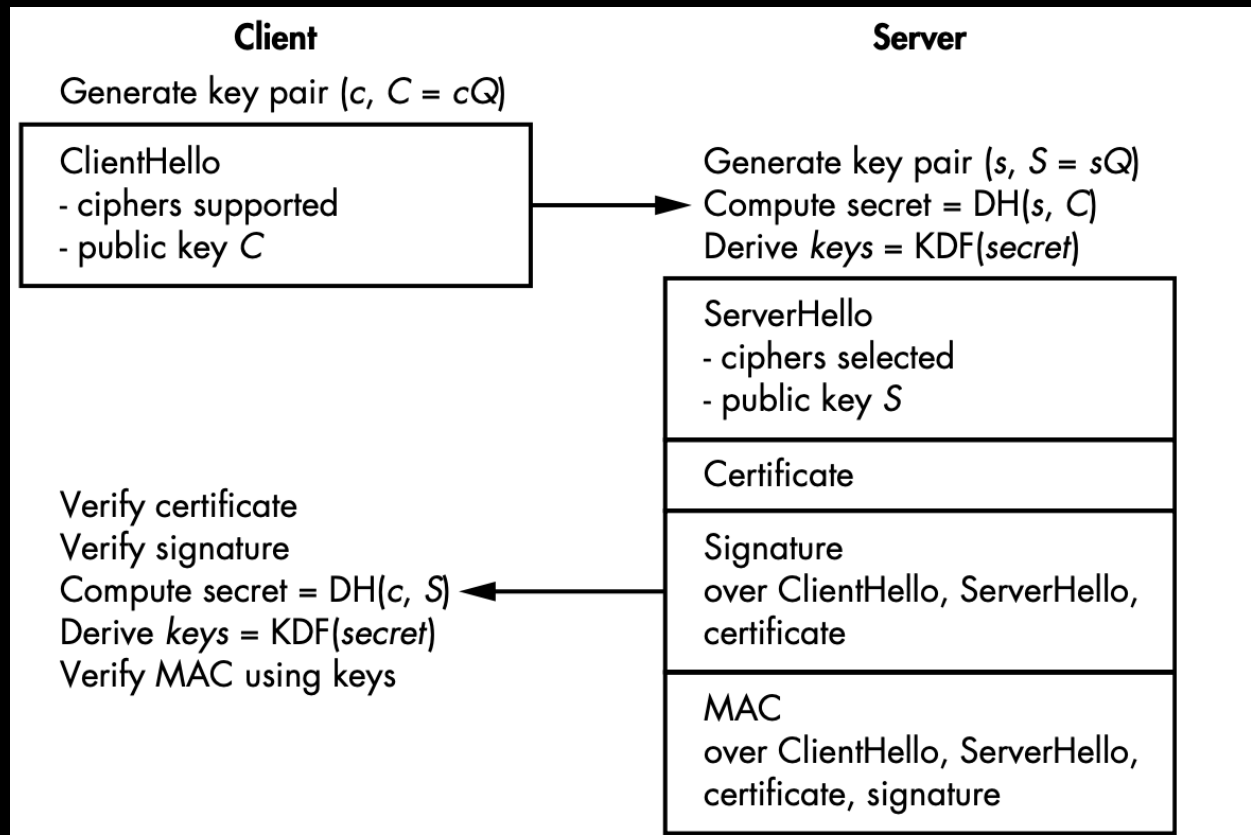 Client
Generate key pair (c, C = cQ)
ClientHello
- ciphers supported
- public key C
Server
Generate key pair (s, S = sQ)
Compute secret = DH(s, C)
Derive keys = KDF(secret)
ServerHello
- ciphers selected
- public key S
Certificate
Signature
over ClientHello, ServerHello,
certificate
MAC
over ClientHello, ServerHello,
certificate, signature
Verify certificate
Verify signature
Compute secret = DH(c, S)
Derive keys = KDF(secret)
Verify MAC using keys